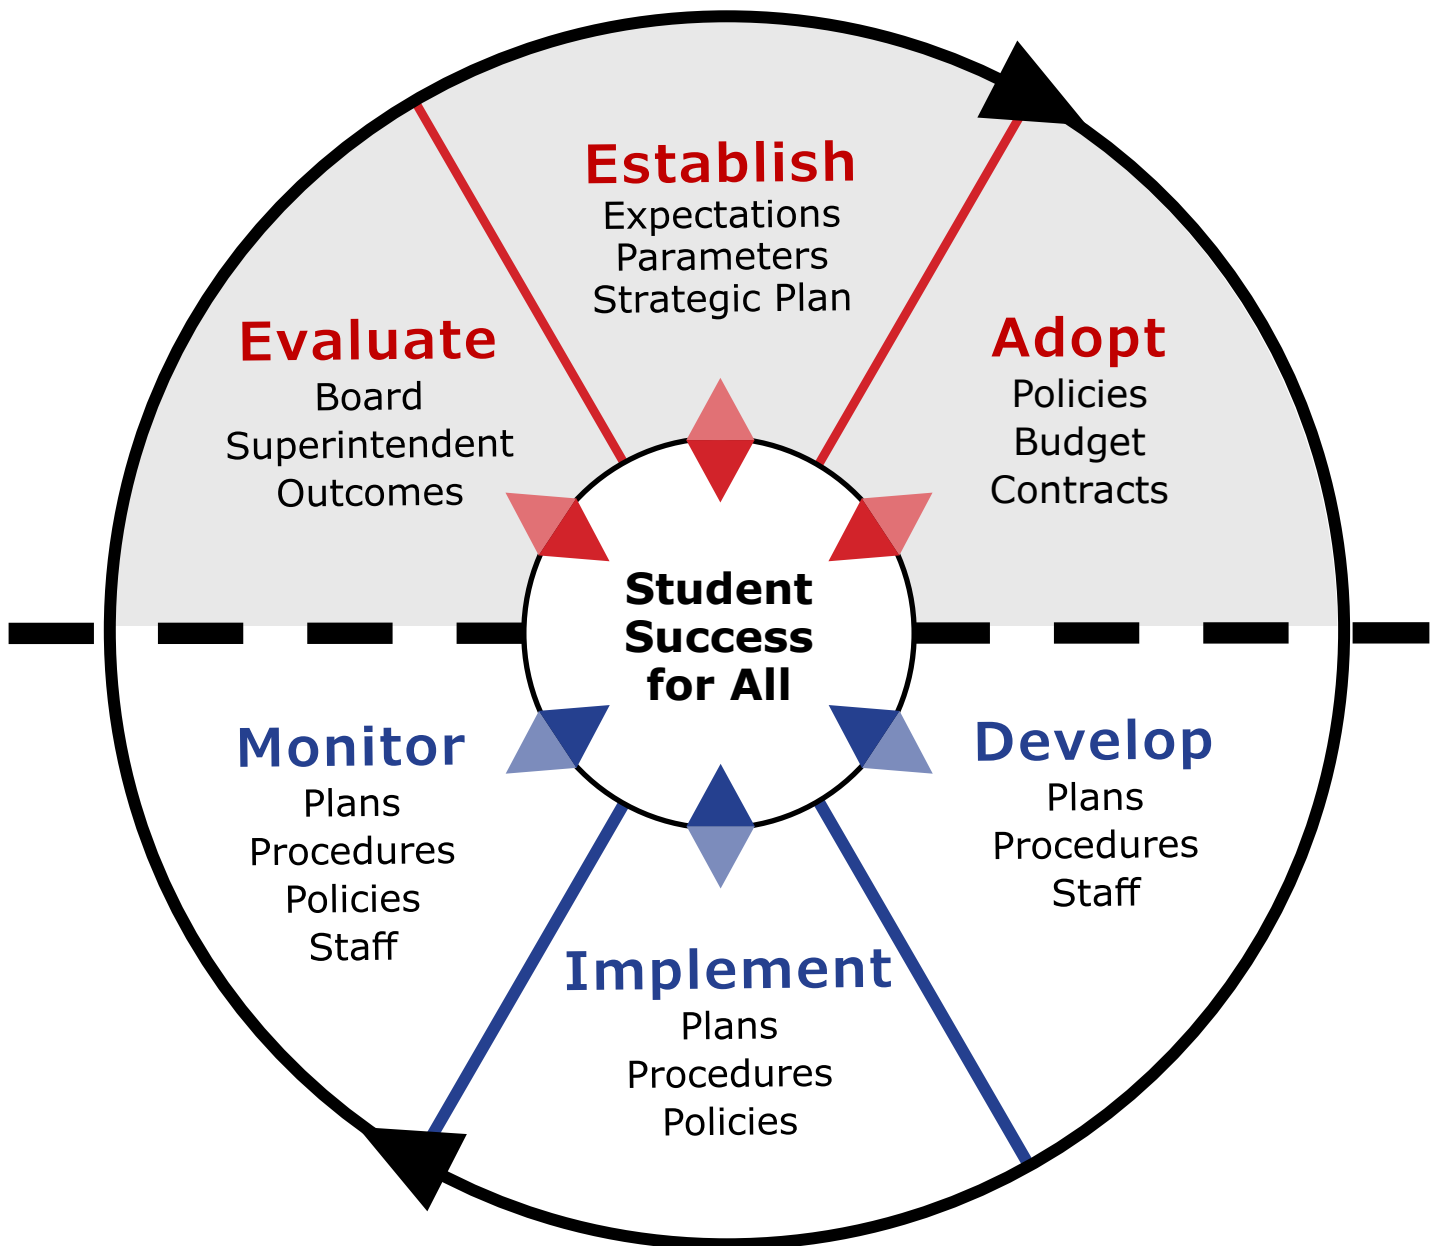 Establish
Expectations
Parameters
Strategic Plan
Adopt
Policies
Budget
Contracts
Develop
Plans
Procedures
Staff
Implement
Plans
Procedures
Policies
Monitor
Plans
Procedures
Policies
Staff
Evaluate
Board
Superintendent
Outcomes
Student
Success
for All